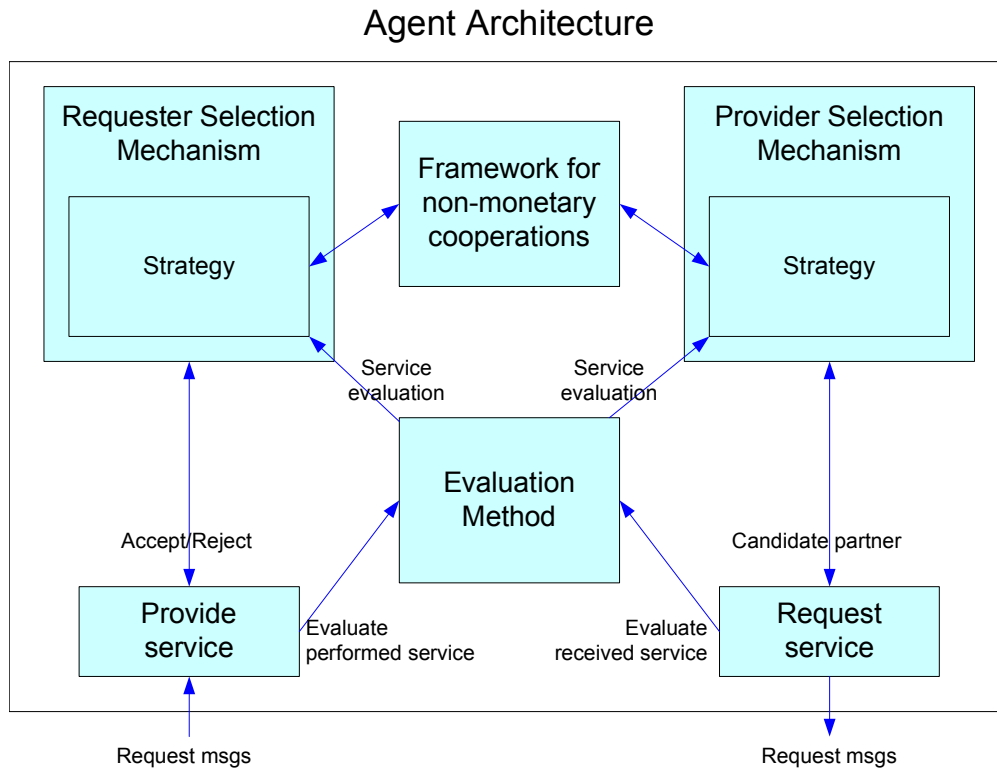 Agent Architecture
Requester Selection
Mechanism
Strategy
Framework for
non-monetary
cooperations
Provider Selection
Mechanism
Strategy
Service
evaluation
Service
evaluation
Evaluation
Method
Accept/Reject
Candidate partner
Provide
service
Evaluate
performed service
Evaluate
received service
Request
service
Request msgs
Request msgs